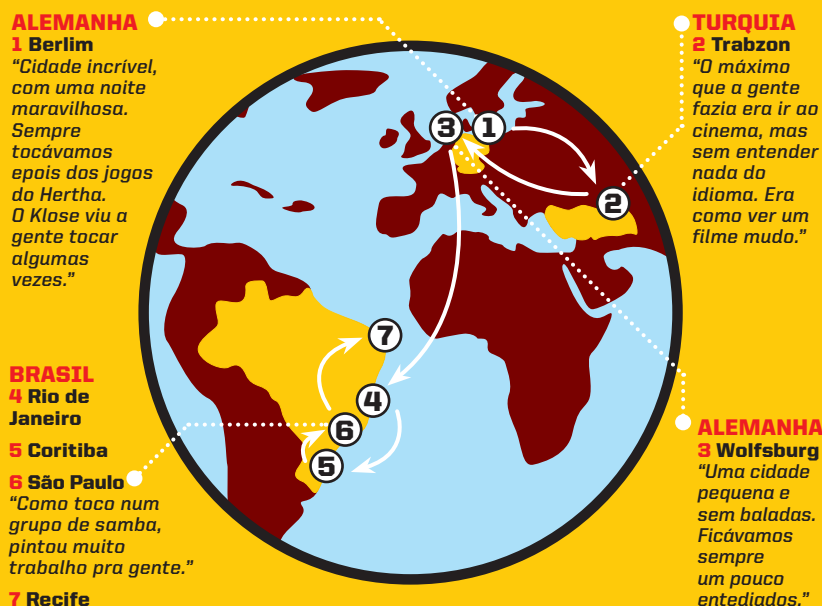 ALEMANHA
1 Berlim
"Cidade incrível,
com uma noite
maravilhosa.
Sempre
tocávamos
epois dos jogos
do Hertha.
O Klose viu a
gente tocar
algumas
vezes."
TURQUIA
2 Trabzon
"O máximo
que a gente
fazia era ir ao
cinema, mas
sem entender
nada do
idioma. Era
como ver um
filme mudo."
3
1
2
7
4
6
5
ALEMANHA
3 Wolfsburg
"Uma cidade
pequena e
sem baladas.
Ficávamos
sempre
um pouco
entediados."
BRASIL
4 Rio de
Janeiro
5 Coritiba
6 São Paulo
"Como toco num
grupo de samba,
pintou muito
trabalho pra gente."
7 Recife